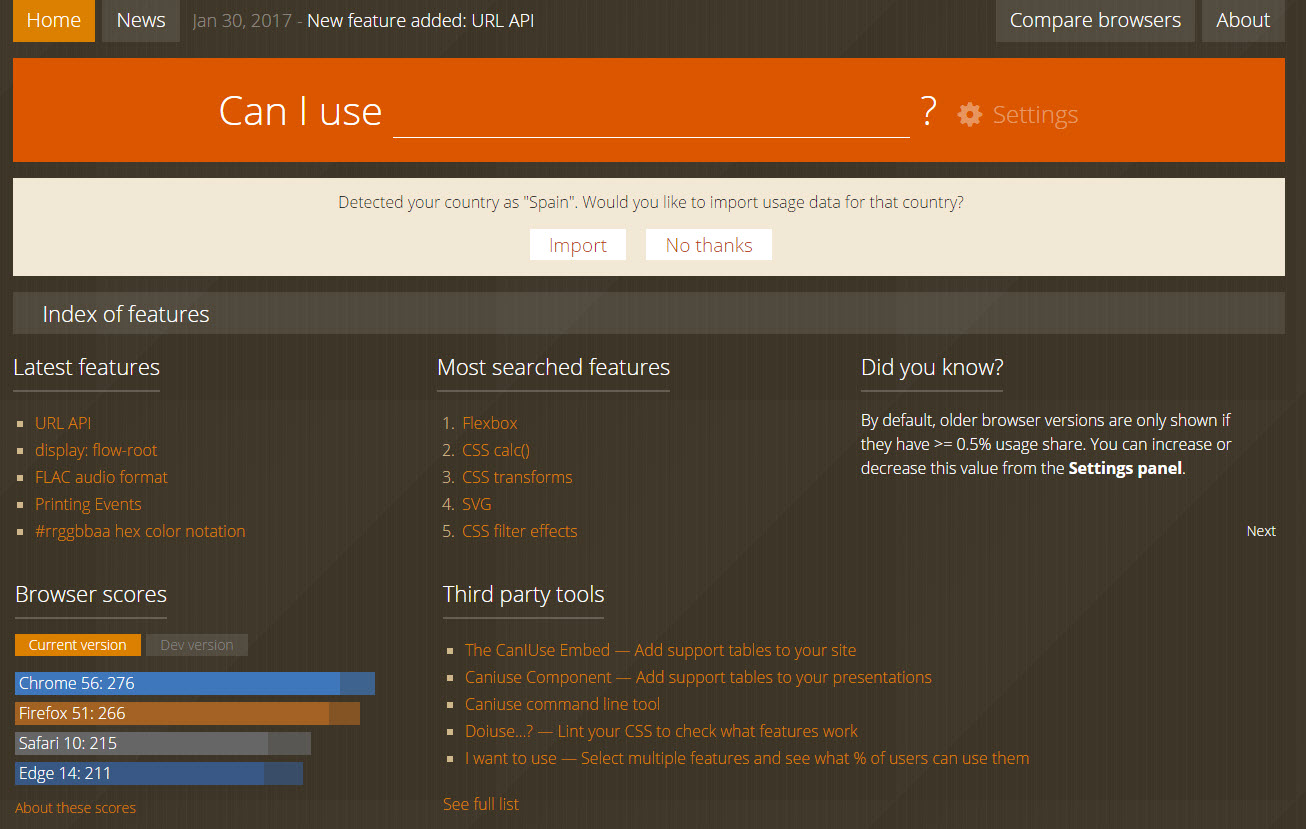 Home News Jan 30, 2017 - New feature added: URL API Compare browsers About
Can I use ? Settings
Detected your country as "Spain". Would you like to import usage data for that country?
Import No thanks
Index of features
Latest features
URL API
display: flow-root
FLAC audio format
Printing Events
#rrggbbaa hex color notation
Most searched features
1. Flexbox
2. CSS calc()
3. CSS transforms
4. SVG
5. CSS filter effects
Did you know?
By default, older browser versions are only shown if
they have >= 0.5% usage share. You can increase or
decrease this value from the Settings panel.
Next
Browser scores
Current version Dev version
Chrome 56: 276
Firefox 51: 266
Safari 10: 215
Edge 14: 211
About these scores
Third party tools
The CanIUse Embed — Add support tables to your site
Caniuse Component — Add support tables to your presentations
Caniuse command line tool
Doiuse...? — Lint your CSS to check what features work
I want to use — Select multiple features and see what % of users can use them
See full list